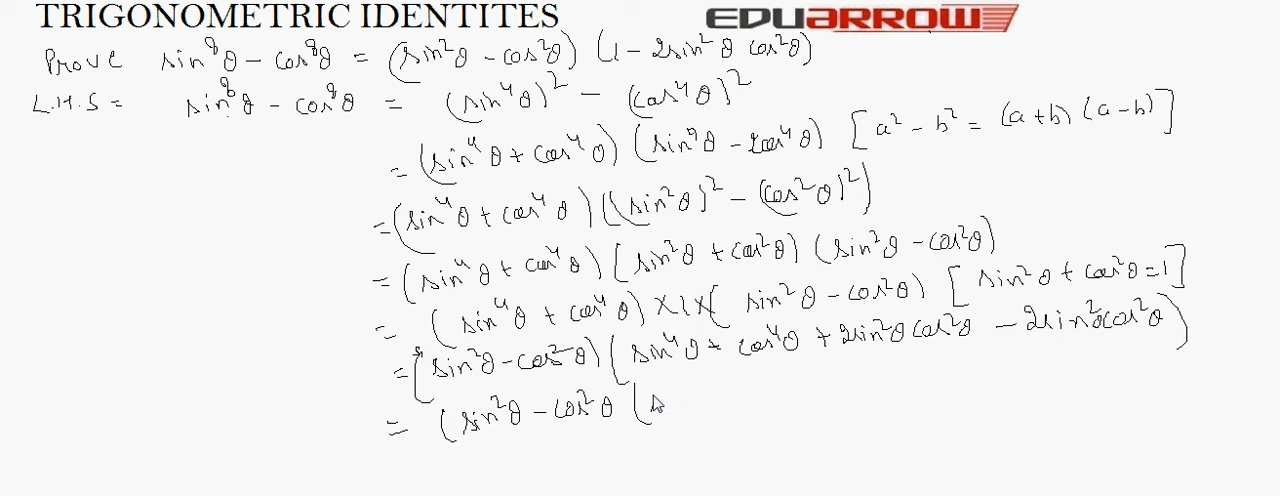 TRIGONOMETRIC IDENTITES
EDUARROW
Prove sin⁸θ - cos⁸θ = (sin²θ - cos²θ) (1 - 2sin²θ cos²θ)
L.H.S = sin⁸θ - cos⁸θ = (sin⁴θ)² - (cos⁴θ)²
= (sin⁴θ + cos⁴θ) (sin⁴θ - cos⁴θ) [a² - b² = (a+b) (a-b)]
= (sin⁴θ + cos⁴θ) ((sin²θ)² - (cos²θ)²)
= (sin⁴θ + cos⁴θ) [sin²θ + cos²θ) (sin²θ - cos²θ)
= (sin⁴θ + cos⁴θ) × 1 × ( sin²θ - cos²θ) [sin²θ + cos²θ = 1]
= (sin²θ - cos²θ) (sin⁴θ + cos⁴θ + 2sin²θ cos²θ - 2sin²θ cos²θ)
= (sin²θ - cos²θ (